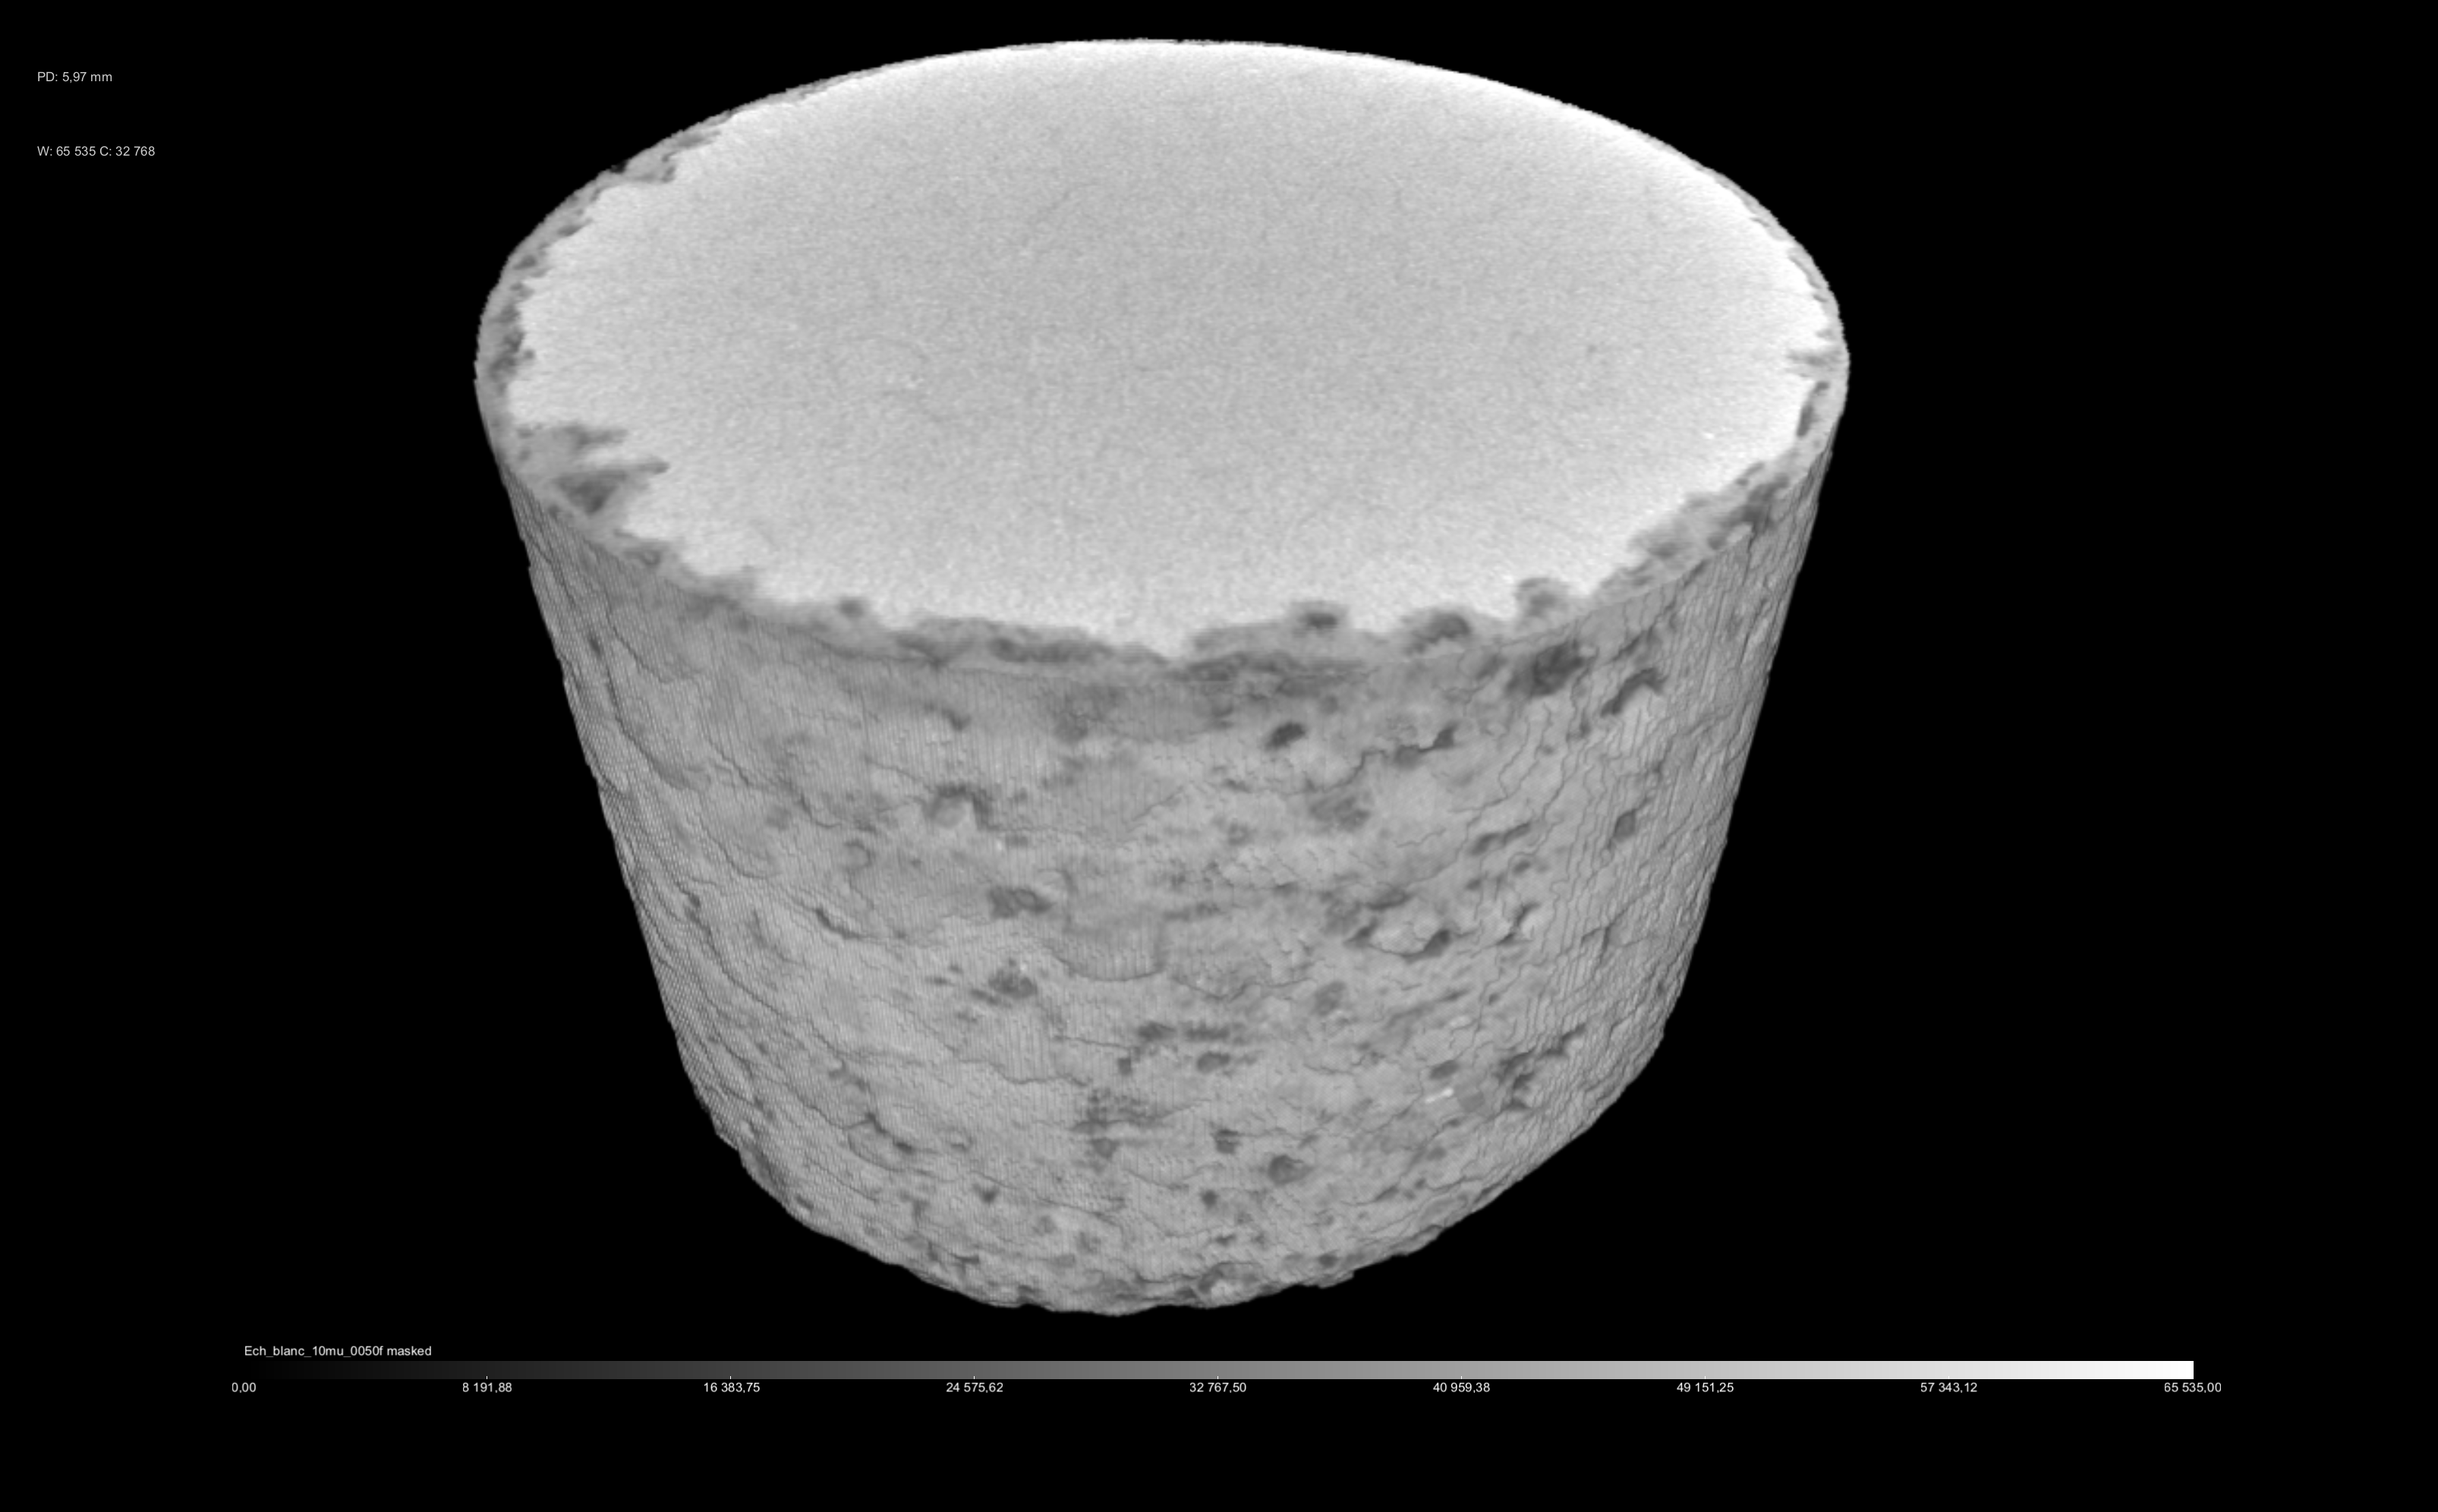 PD: 5,97 mm
W: 65 535 C: 32 768
Ech_blanc_10mu_0050f masked
0,00 8 191,88 16 383,75 24 575,62 32 767,50 40 959,38 49 151,25 57 343,12 65 535,00